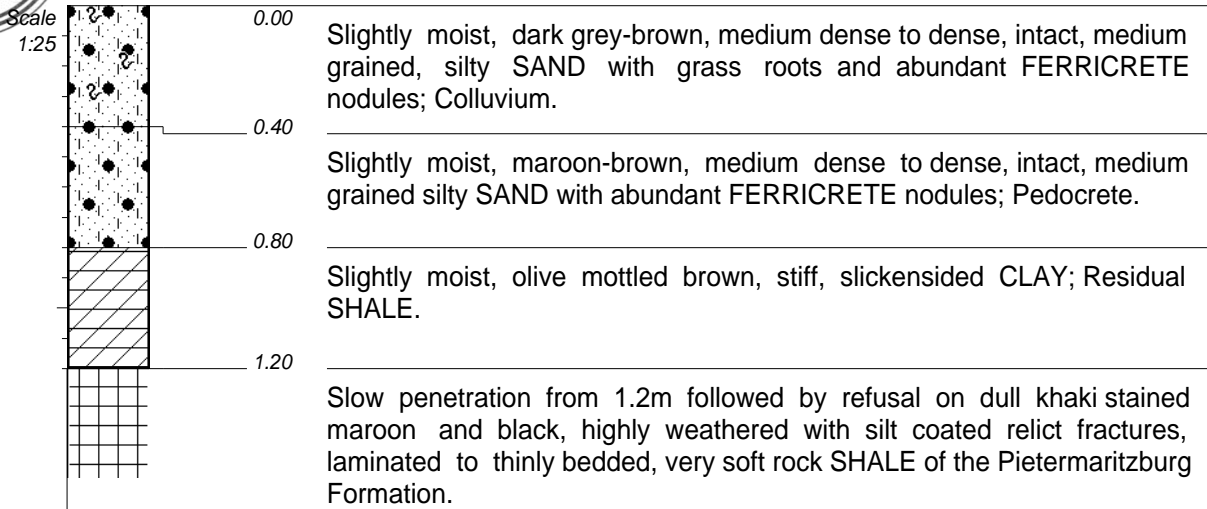 Scale
1:25
0.00
Slightly moist, dark grey-brown, medium dense to dense, intact, medium
grained, silty SAND with grass roots and abundant FERRICRETE
nodules; Colluvium.
0.40
Slightly moist, maroon-brown, medium dense to dense, intact, medium
grained silty SAND with abundant FERRICRETE nodules; Pedocrete.
0.80
Slightly moist, olive mottled brown, stiff, slickensided CLAY; Residual
SHALE.
1.20
Slow penetration from 1.2m followed by refusal on dull khaki stained
maroon and black, highly weathered with silt coated relict fractures,
laminated to thinly bedded, very soft rock SHALE of the Pietermaritzburg
Formation.